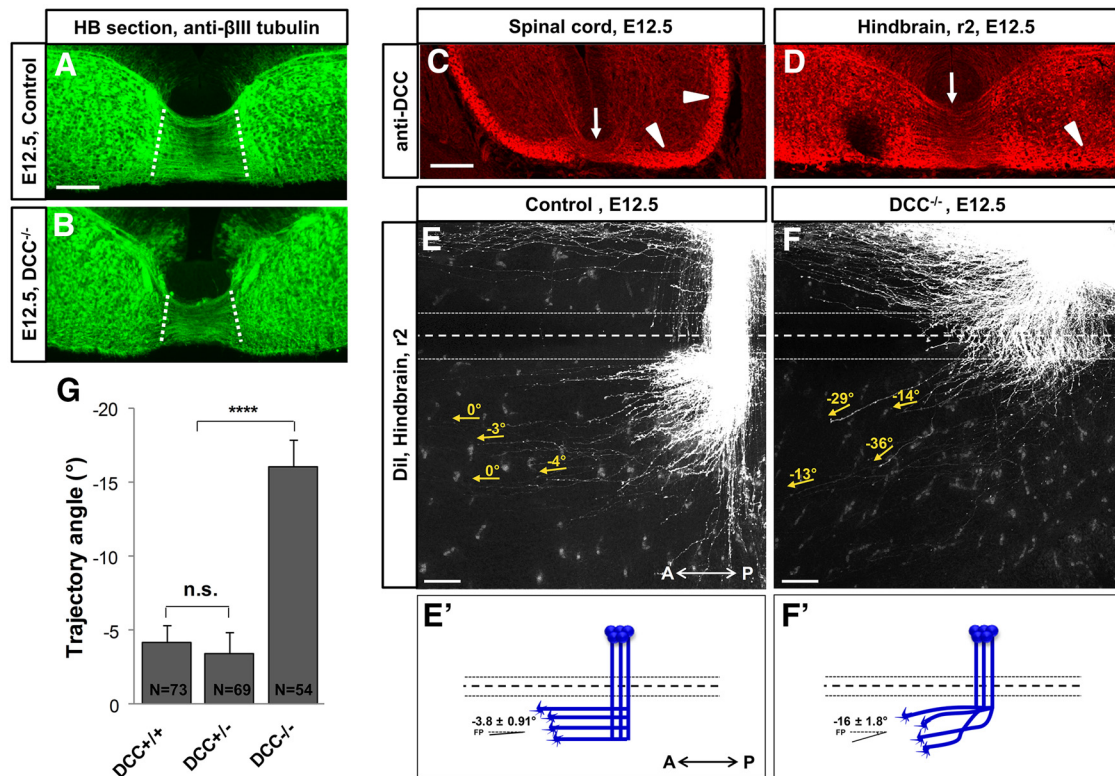 HB section, anti-βIII tubulin
E12.5, Control
A
E12.5, DCC-/-
B
Spinal cord, E12.5
Hindbrain, r2, E12.5
anti-DCC
C
D
Control , E12.5
DCC-/-, E12.5
DiI, Hindbrain, r2
E
0°
-3°
-4°
0°
A
P
F
-29°
-14°
-36°
-13°
G
Trajectory angle (°)
-20
-15
-10
-5
0
****
n.s.
N=73
N=69
N=54
DCC+/+
DCC+/-
DCC-/-
E'
-3.8 ± 0.91°
FP
A
P
F'
-16 ± 1.8°
FP